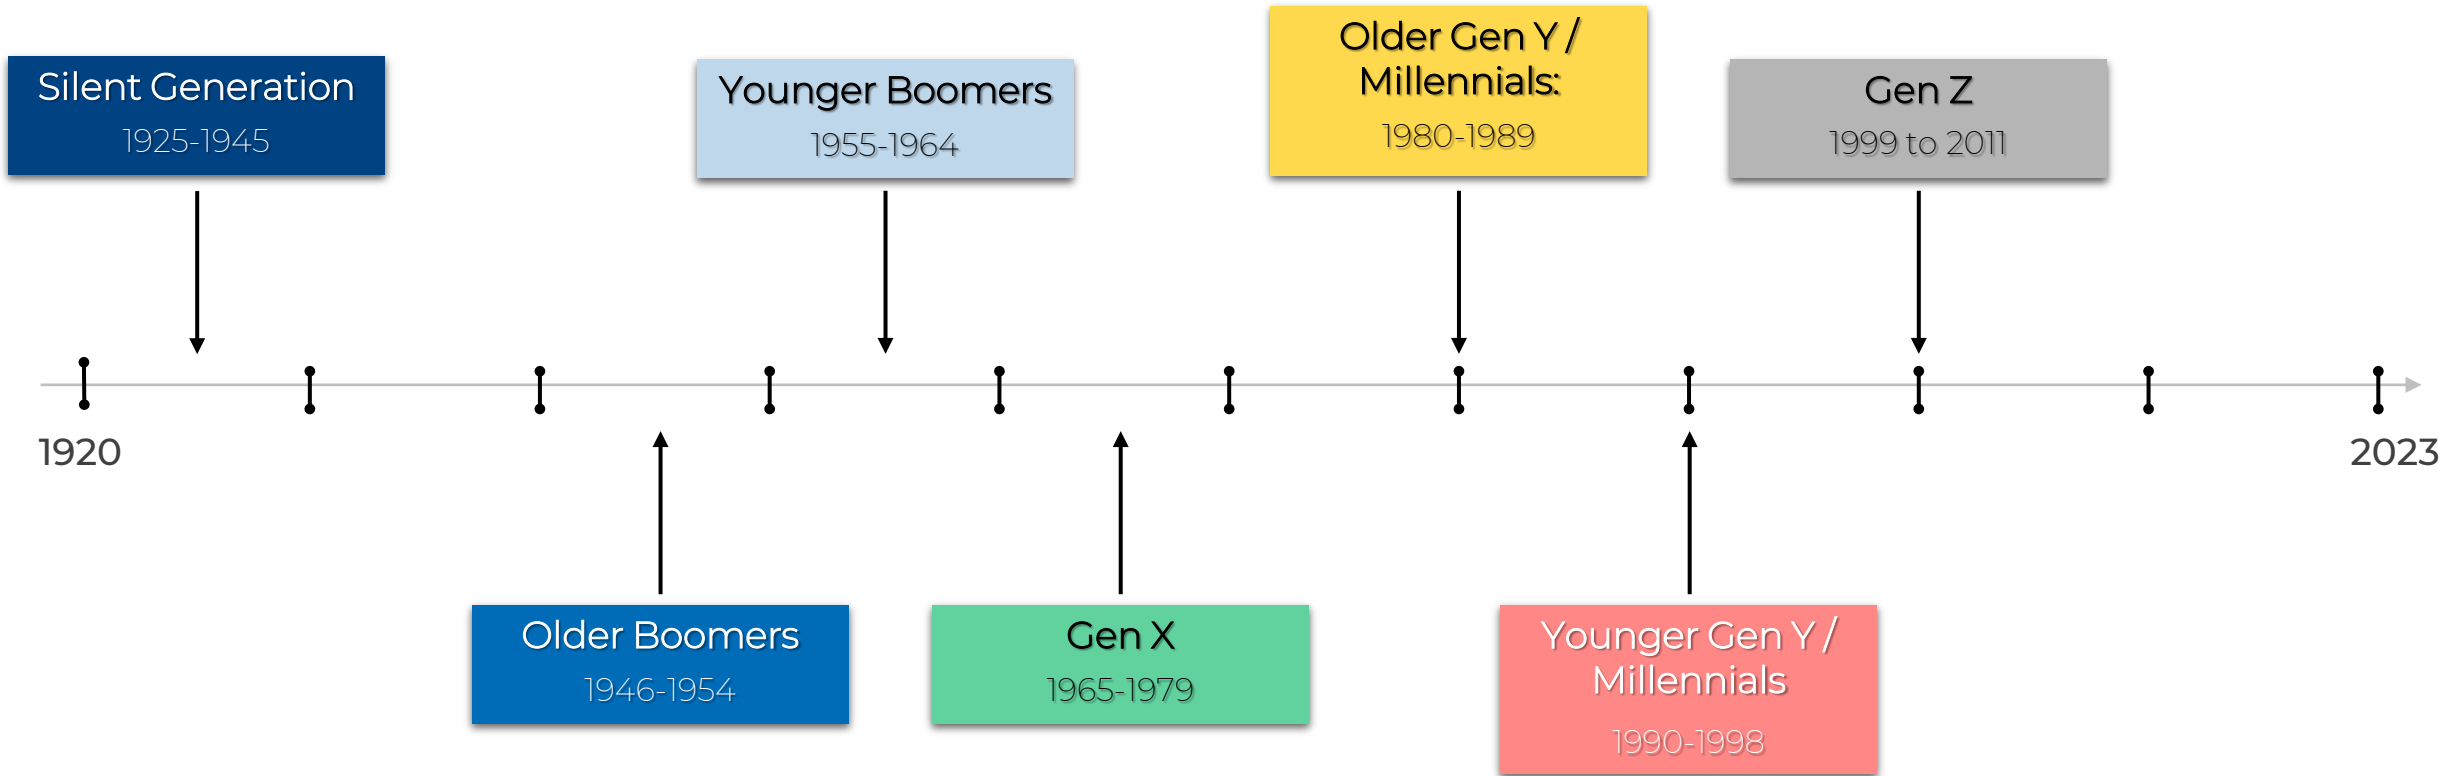 Silent Generation
1925-1945
Younger Boomers
1955-1964
Older Gen Y /
Millennials:
1980-1989
Gen Z
1999 to 2011
1920
2023
Older Boomers
1946-1954
Gen X
1965-1979
Younger Gen Y /
Millennials
1990-1998